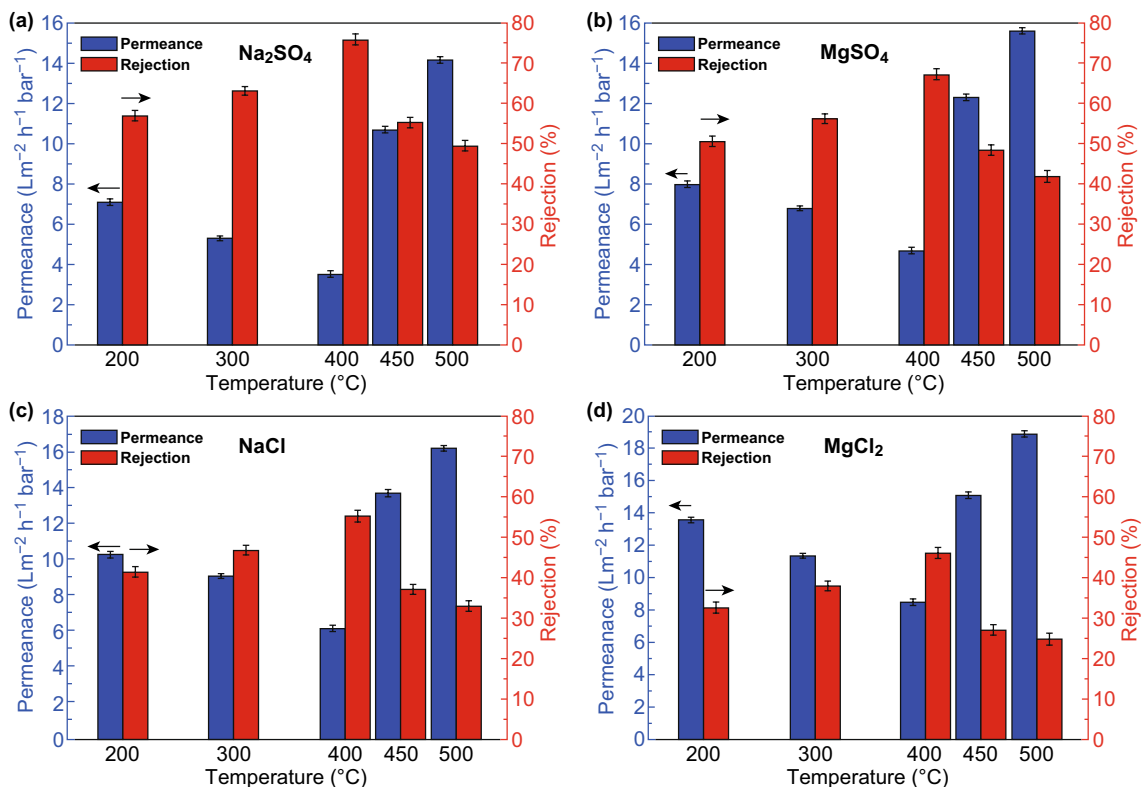 (a)
Permeanace (Lm⁻² h⁻¹ bar⁻¹)
16
14
12
10
8
6
4
2
0
Permeance
Rejection
Na₂SO₄
80
70
60
50
40
30
20
10
0
Rejection (%)
200 300 400 450 500
Temperature (°C)
(b)
Permeanace (Lm⁻² h⁻¹ bar⁻¹)
16
14
12
10
8
6
4
2
0
Permeance
Rejection
MgSO₄
80
70
60
50
40
30
20
10
0
Rejection (%)
200 300 400 450 500
Temperature (°C)
(c)
Permeanace (Lm⁻² h⁻¹ bar⁻¹)
18
16
14
12
10
8
6
4
2
0
Permeance
Rejection
NaCl
80
70
60
50
40
30
20
10
0
Rejection (%)
200 300 400 450 500
Temperature (°C)
(d)
Permeanace (Lm⁻² h⁻¹ bar⁻¹)
20
18
16
14
12
10
8
6
4
2
0
Permeance
Rejection
MgCl₂
80
70
60
50
40
30
20
10
0
Rejection (%)
200 300 400 450 500
Temperature (°C)